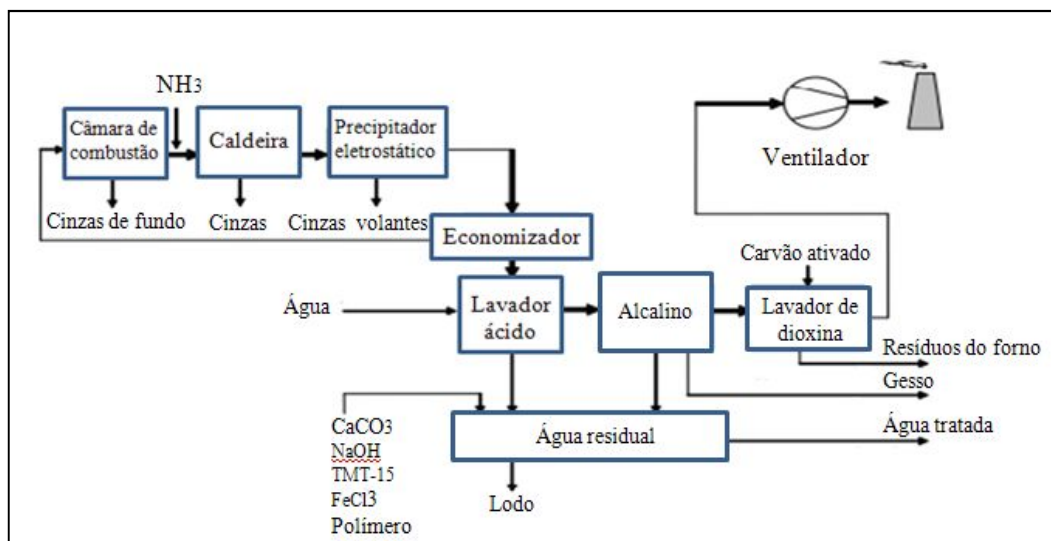 NH3
Câmara de
combustão
Caldeira
Precipitador
eletrostático
Ventilador
Cinzas de fundo
Cinzas
Cinzas volantes
Economizador
Carvão ativado
Água
Lavador
ácido
Alcalino
Lavador de
dioxina
Resíduos do forno
Gesso
CaCO3
NaOH
TMT-15
FeCl3
Polímero
Água residual
Água tratada
Lodo